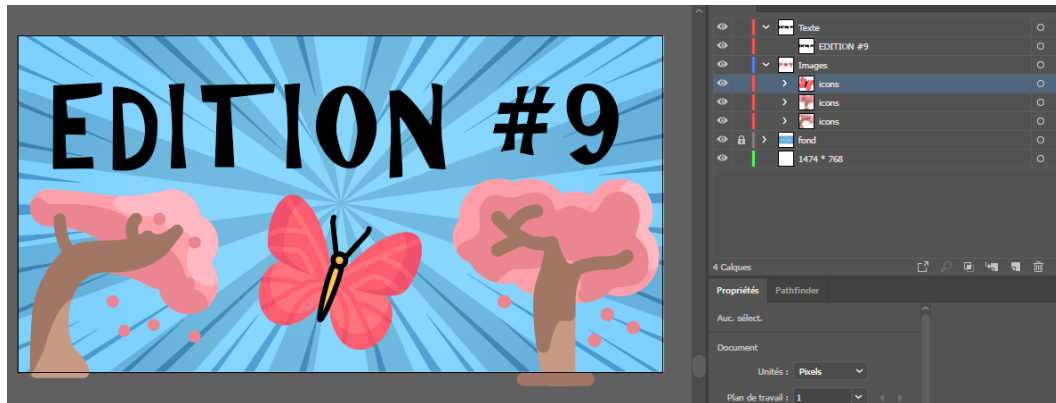 EDITION #9
Texte
EDITION #9
Images
icons
icons
icons
fond
1474 * 768
4 Calques
Propriétés Pathfinder
Auc. sélect.
Document
Unités : Pixels
Plan de travail : 1